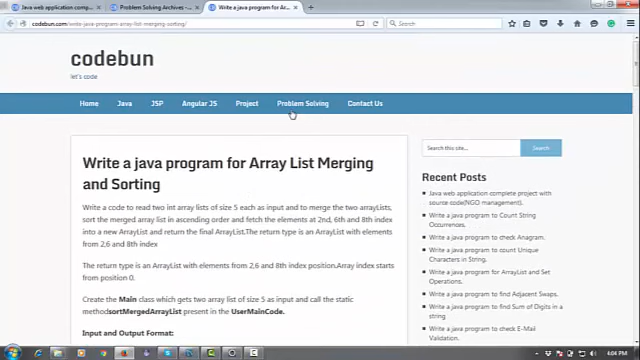 Java web application comp...
Problem Solving Archives - ...
Write a java program for Ar...
codebun.com/write-java-program-array-list-merging-sorting/
Search
codebun
let's code
Home
Java
JSP
Angular JS
Project
Problem Solving
Contact Us
Write a java program for Array List Merging
and Sorting
Write a code to read two int array lists of size 5 each as input and to merge the two arrayLists,
sort the merged array list in ascending order and fetch the elements at 2nd, 6th and 8th index
into a new ArrayList and return the final ArrayList.The return type is an ArrayList with elements
from 2,6 and 8th index
The return type is an ArrayList with elements from 2,6 and 8th index position.Array index starts
from position 0.
Create the Main class which gets two array list of size 5 as input and call the static
methodsortMergedArrayList present in the UserMainCode.
Input and Output Format:
Search this site...
Search
Recent Posts
Java web application complete project with
source code(NGO management).
Write a java program to Count String
Occurrences.
Write a java program to check Anagram.
Write a java program to count Unique
Characters in String.
Write a java program for ArrayList and Set
Operations.
Write a java program to find Adjacent Swaps.
Write a java program to find Sum of Digits in a
string
Write a java program to check E-Mail
Validation.
4:04 PM